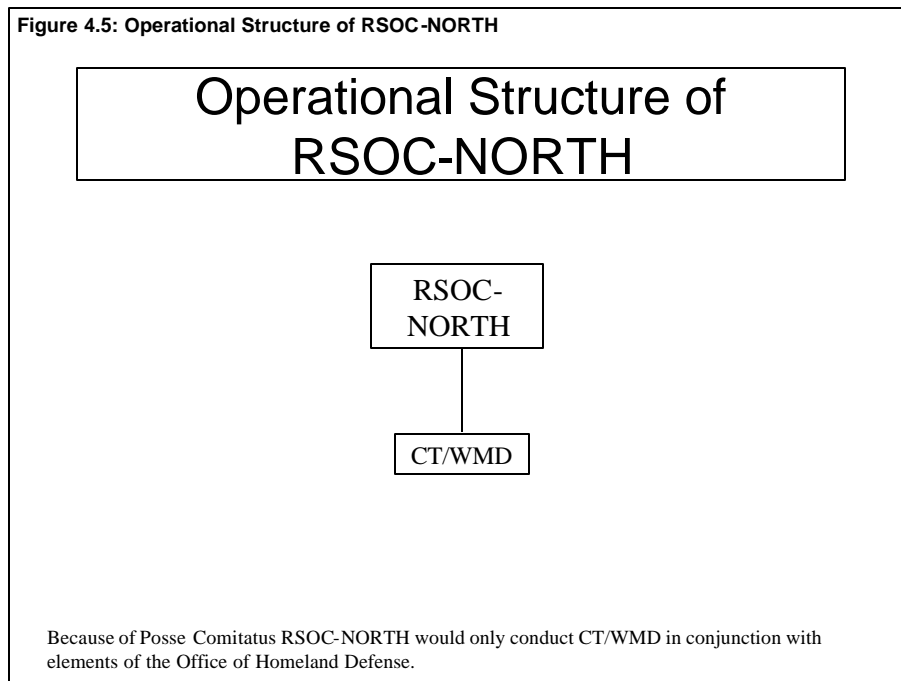 Figure 4.5: Operational Structure of RSOC-NORTH
Operational Structure of
RSOC-NORTH
RSOC-
NORTH
CT/WMD
Because of Posse Comitatus RSOC-NORTH would only conduct CT/WMD in conjunction with
elements of the Office of Homeland Defense.